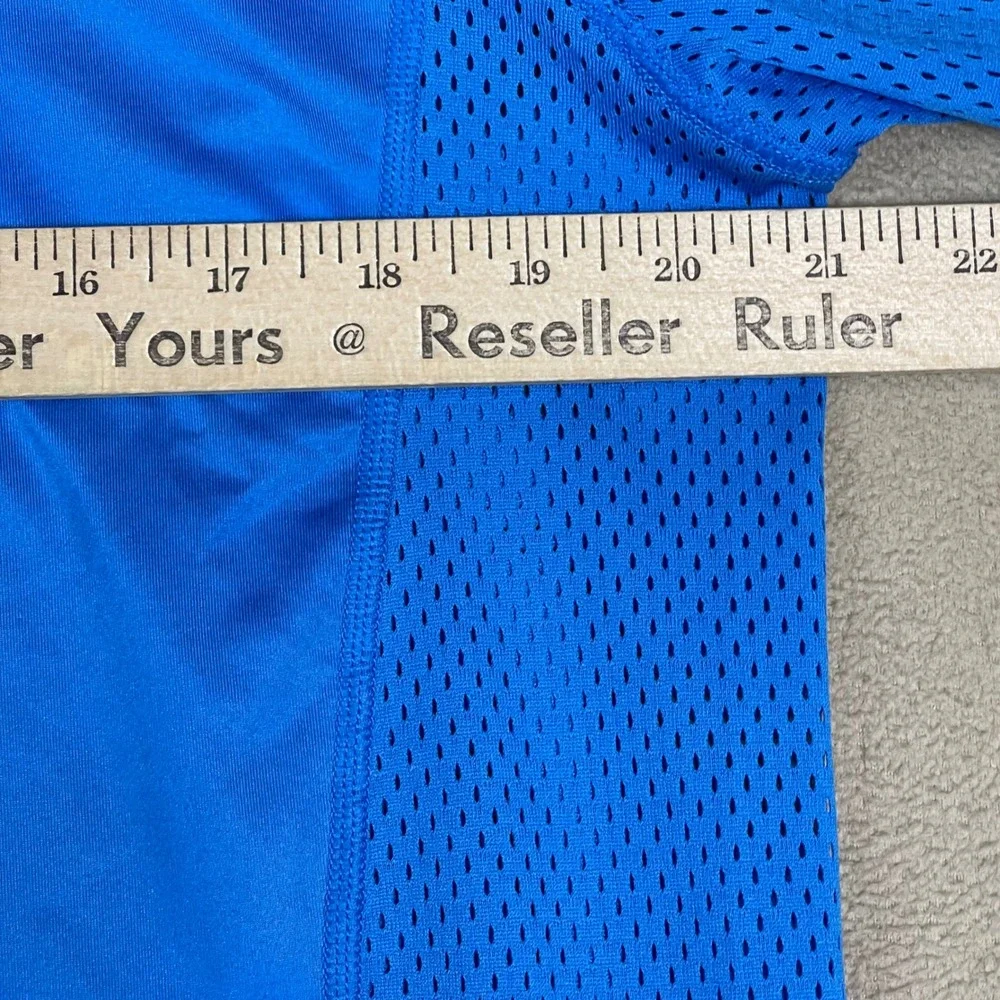 16 17 18 19 20 21 22
er Yours @ Reseller Ruler